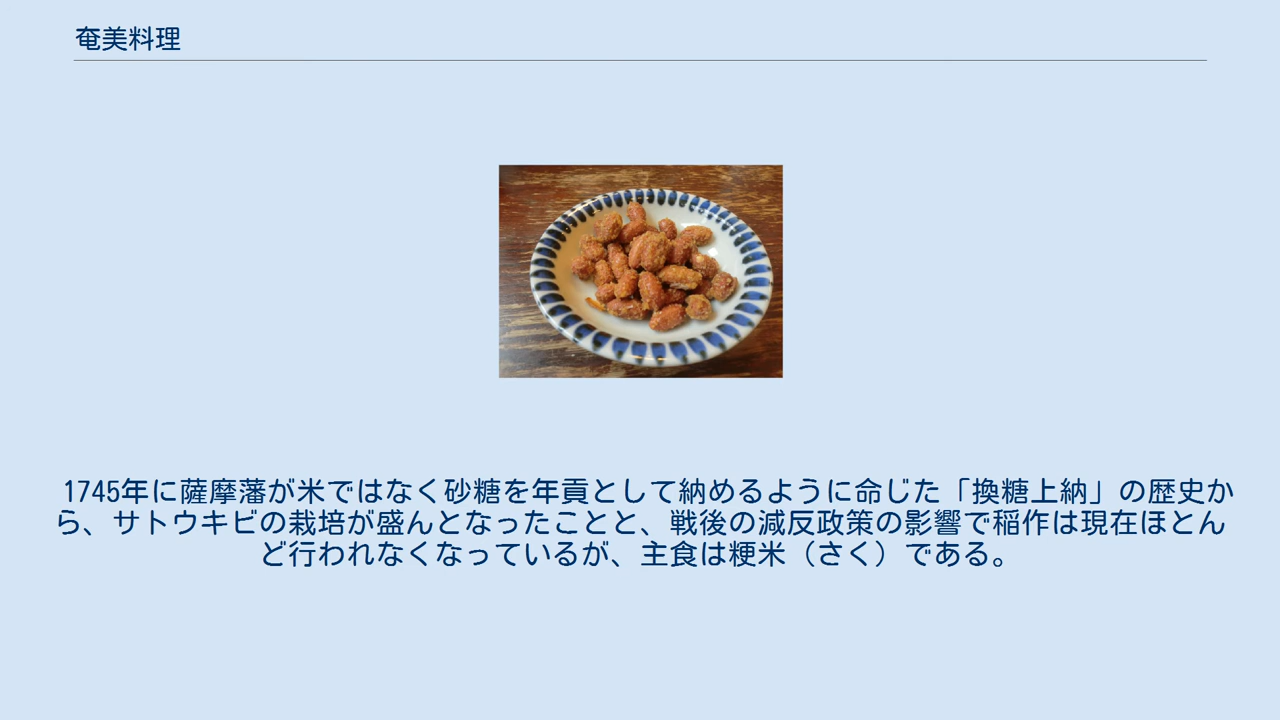 奄美料理
1745年に薩摩藩が米ではなく砂糖を年貢として納めるように命じた「換糖上納」の歴史か
ら、サトウキビの栽培が盛んとなったことと、戦後の減反政策の影響で稲作は現在ほとん
ど行われなくなっているが、主食は粳米（さく）である。